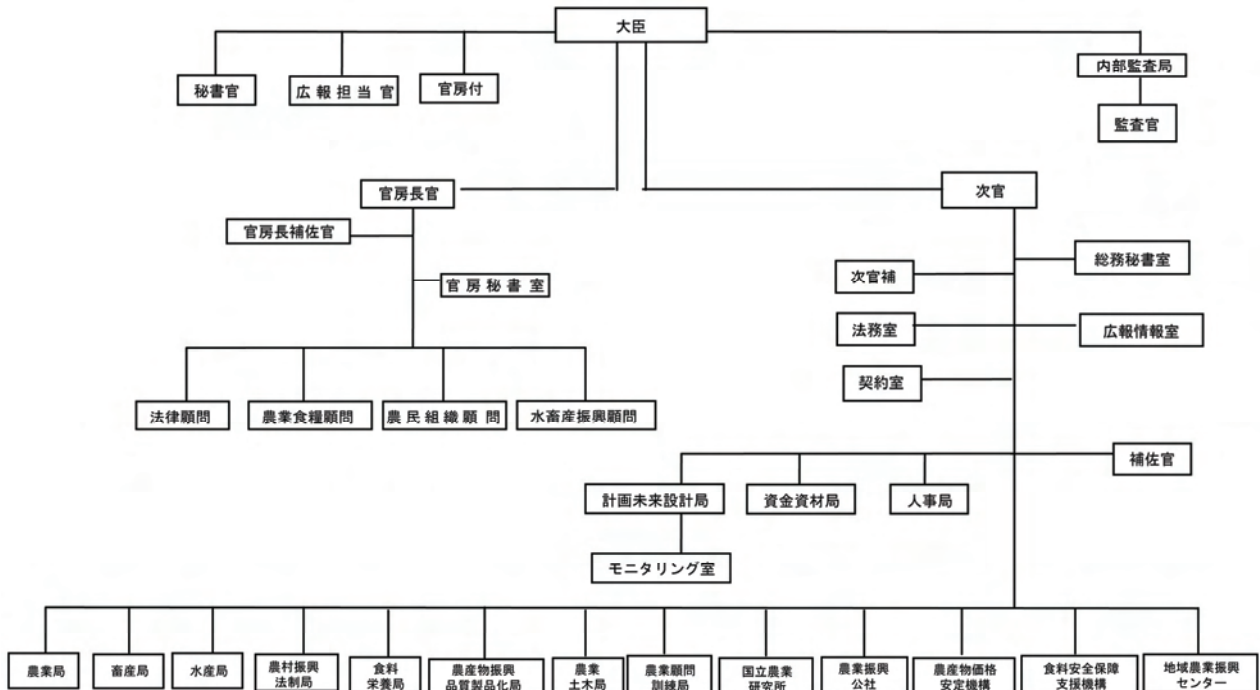 大臣
秘書官
広報担当官
官房付
内部監査局
監査官
官房長官
次官
官房長補佐官
総務秘書室
官房秘書室
次官補
法務室
広報情報室
契約室
法律顧問
農業食糧顧問
農民組織顧問
水畜産振興顧問
補佐官
計画未来設計局
資金資材局
人事局
モニタリング室
農業局
畜産局
水産局
農村振興
法制局
食料
栄養局
農産物振興
品質製品化局
農業
土木局
農業顧問
訓練局
国立農業
研究所
農業振興
公社
農産物価格
安定機構
食料安全保障
支援機構
地域農業振興
センター